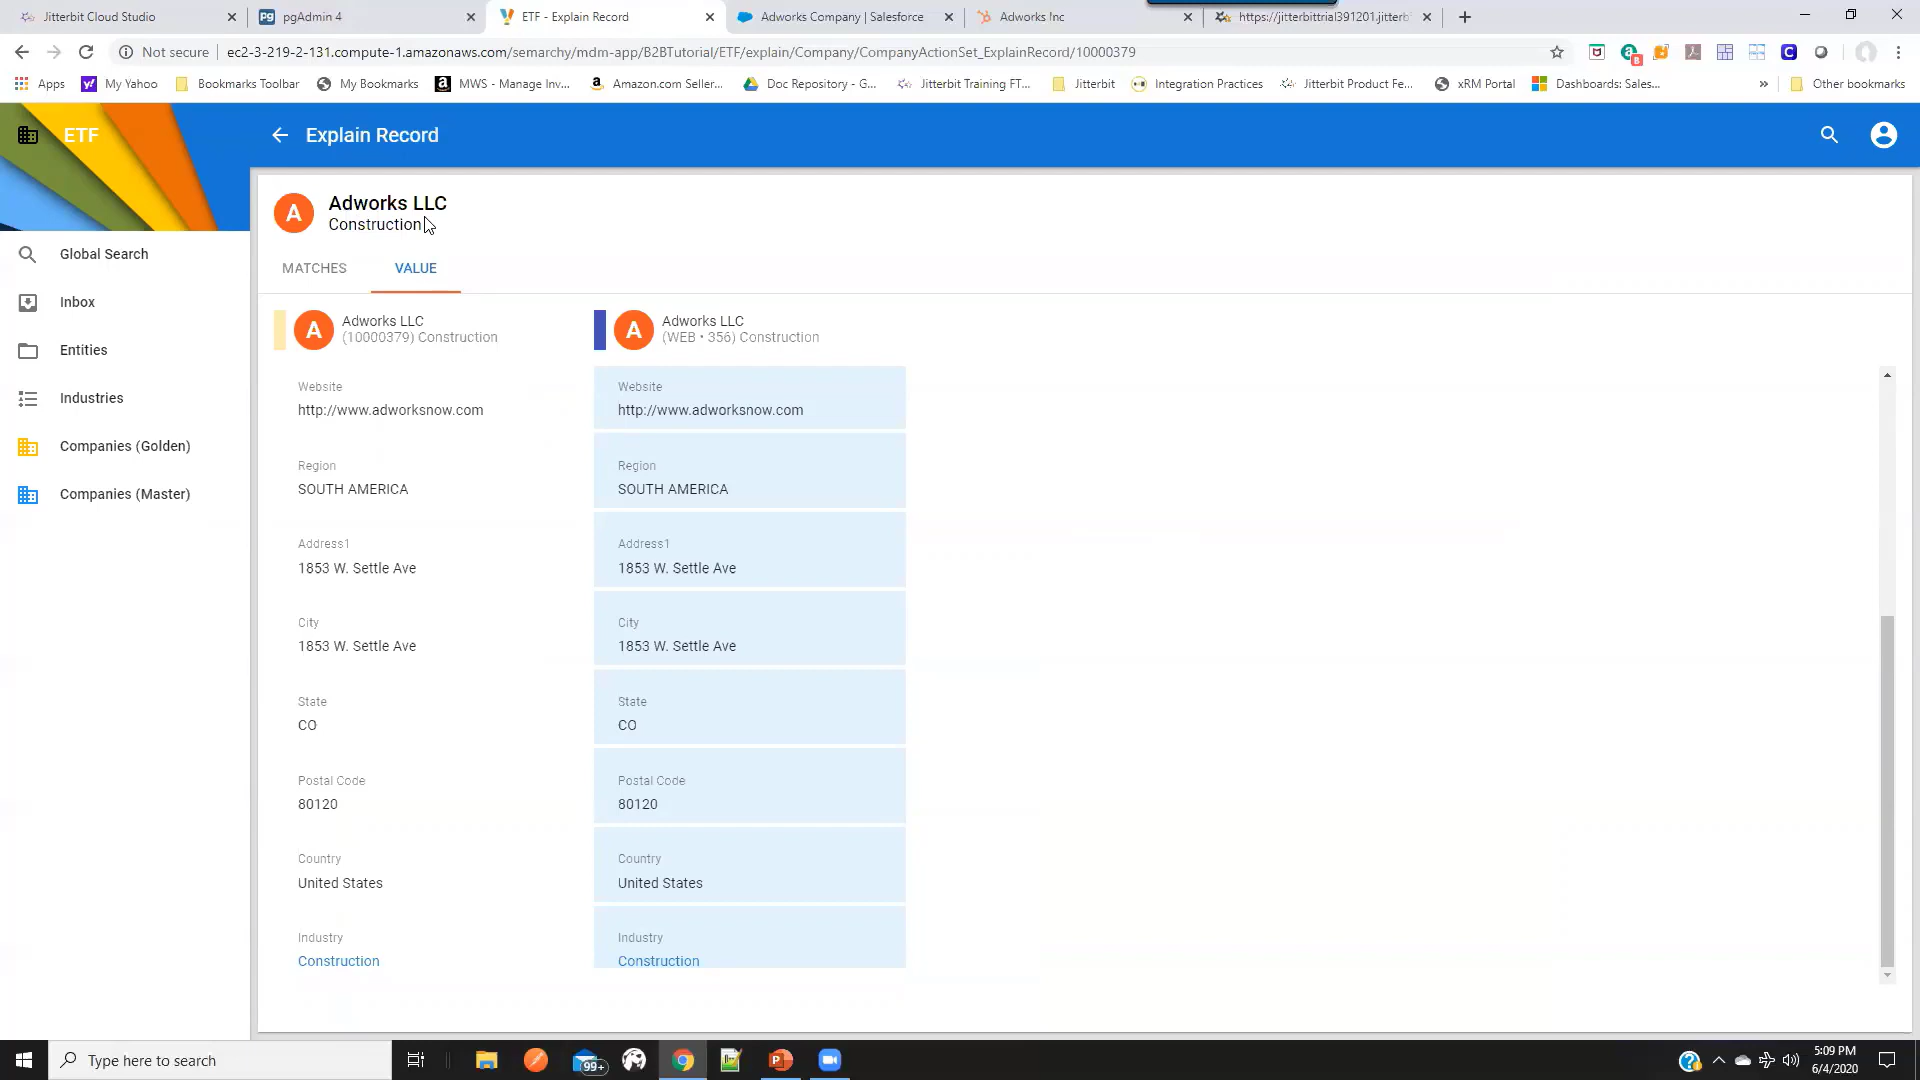 Jitterbit Cloud Studio
pgAdmin 4
ETF - Explain Record
Adworks Company | Salesforce
Adworks Inc
https://jitterbittrial391201.jitterb
Not secure
ec2-3-219-2-131.compute-1.amazonaws.com/semarchy/mdm-app/B2BTutorial/ETF/explain/Company/CompanyActionSet_ExplainRecord/10000379
Apps
My Yahoo
Bookmarks Toolbar
My Bookmarks
MWS - Manage Inv...
Amazon.com Seller...
Doc Repository - G...
Jitterbit Training FT...
Jitterbit
Integration Practices
Jitterbit Product Fe...
xRM Portal
Dashboards: Sales...
»
Other bookmarks
ETF
Explain Record
Global Search
Inbox
Entities
Industries
Companies (Golden)
Companies (Master)
A
Adworks LLC
Construction
MATCHES
VALUE
A
Adworks LLC
(10000379) Construction
A
Adworks LLC
(WEB • 356) Construction
Website
http://www.adworksnow.com
Website
http://www.adworksnow.com
Region
SOUTH AMERICA
Region
SOUTH AMERICA
Address1
1853 W. Settle Ave
Address1
1853 W. Settle Ave
City
1853 W. Settle Ave
City
1853 W. Settle Ave
State
CO
State
CO
Postal Code
80120
Postal Code
80120
Country
United States
Country
United States
Industry
Construction
Industry
Construction
Type here to search
99+
5:09 PM
6/4/2020